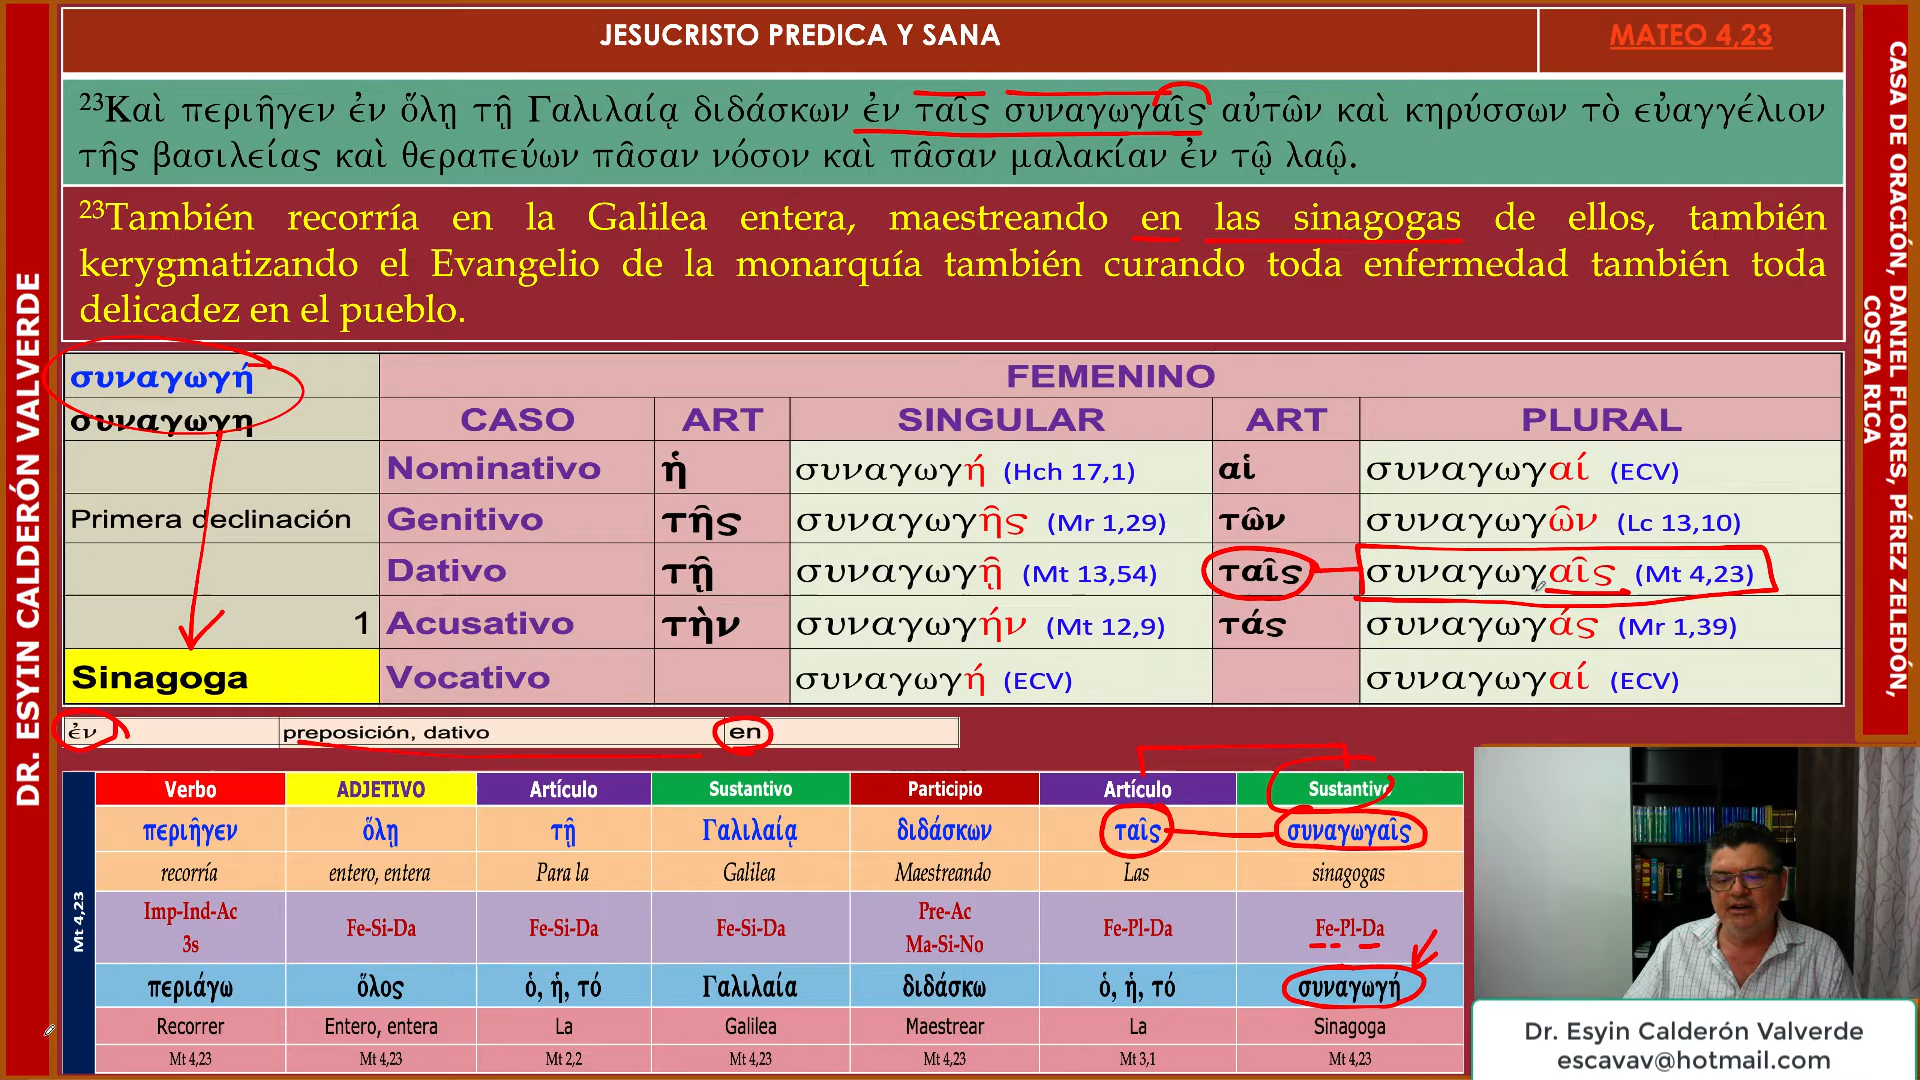 JESUCRISTO PREDICA Y SANA
MATEO 4,23
²³Καὶ περιῆγεν ἐν ὅλῃ τῇ Γαλιλαίᾳ διδάσκων ἐν ταῖς συναγωγαῖς αὐτῶν καὶ κηρύσσων τὸ εὐαγγέλιον
τῆς βασιλείας καὶ θεραπεύων πᾶσαν νόσον καὶ πᾶσαν μαλακίαν ἐν τῷ λαῷ.
²³También recorría en la Galilea entera, maestreando en las sinagogas de ellos, también
kerygmatizando el Evangelio de la monarquía también curando toda enfermedad también toda
delicadez en el pueblo.
συναγωγή FEMENINO
συναγωγη CASO ART SINGULAR ART PLURAL
Nominativo ἡ συναγωγή (Hch 17,1) αἱ συναγωγαί (ECV)
Primera declinación Genitivo τῆς συναγωγῆς (Mr 1,29) τῶν συναγωγῶν (Lc 13,10)
Dativo τῇ συναγωγῇ (Mt 13,54) ταῖς συναγωγαῖς (Mt 4,23)
1 Acusativo τὴν συναγωγήν (Mt 12,9) τάς συναγωγάς (Mr 1,39)
Sinagoga Vocativo συναγωγή (ECV) συναγωγαί (ECV)
ἐν preposición, dativo en
Verbo ADJETIVO Artículo Sustantivo Participio Artículo Sustantivo
περιῆγεν ὅλῃ τῇ Γαλιλαίᾳ διδάσκων ταῖς συναγωγαῖς
recorría entero, entera Para la Galilea Maestreando Las sinagogas
Imp-Ind-Ac Pre-Ac
Fe-Si-Da Fe-Si-Da Fe-Si-Da Fe-Pl-Da Fe-Pl-Da
3s Ma-Si-No
περιάγω ὅλος ὁ, ἡ, τό Γαλιλαία διδάσκω ὁ, ἡ, τό συναγωγή
Recorrer Entero, entera La Galilea Maestrear La Sinagoga
Mt 4,23 Mt 4,23 Mt 2,2 Mt 4,23 Mt 4,23 Mt 3,1 Mt 4,23
Mt 4,23
DR. ESYIN CALDERÓN VALVERDE
CASA DE ORACIÓN, DANIEL FLORES, PÉREZ ZELEDÓN,
COSTA RICA
Dr. Esyin Calderón Valverde
escavav@hotmail.com